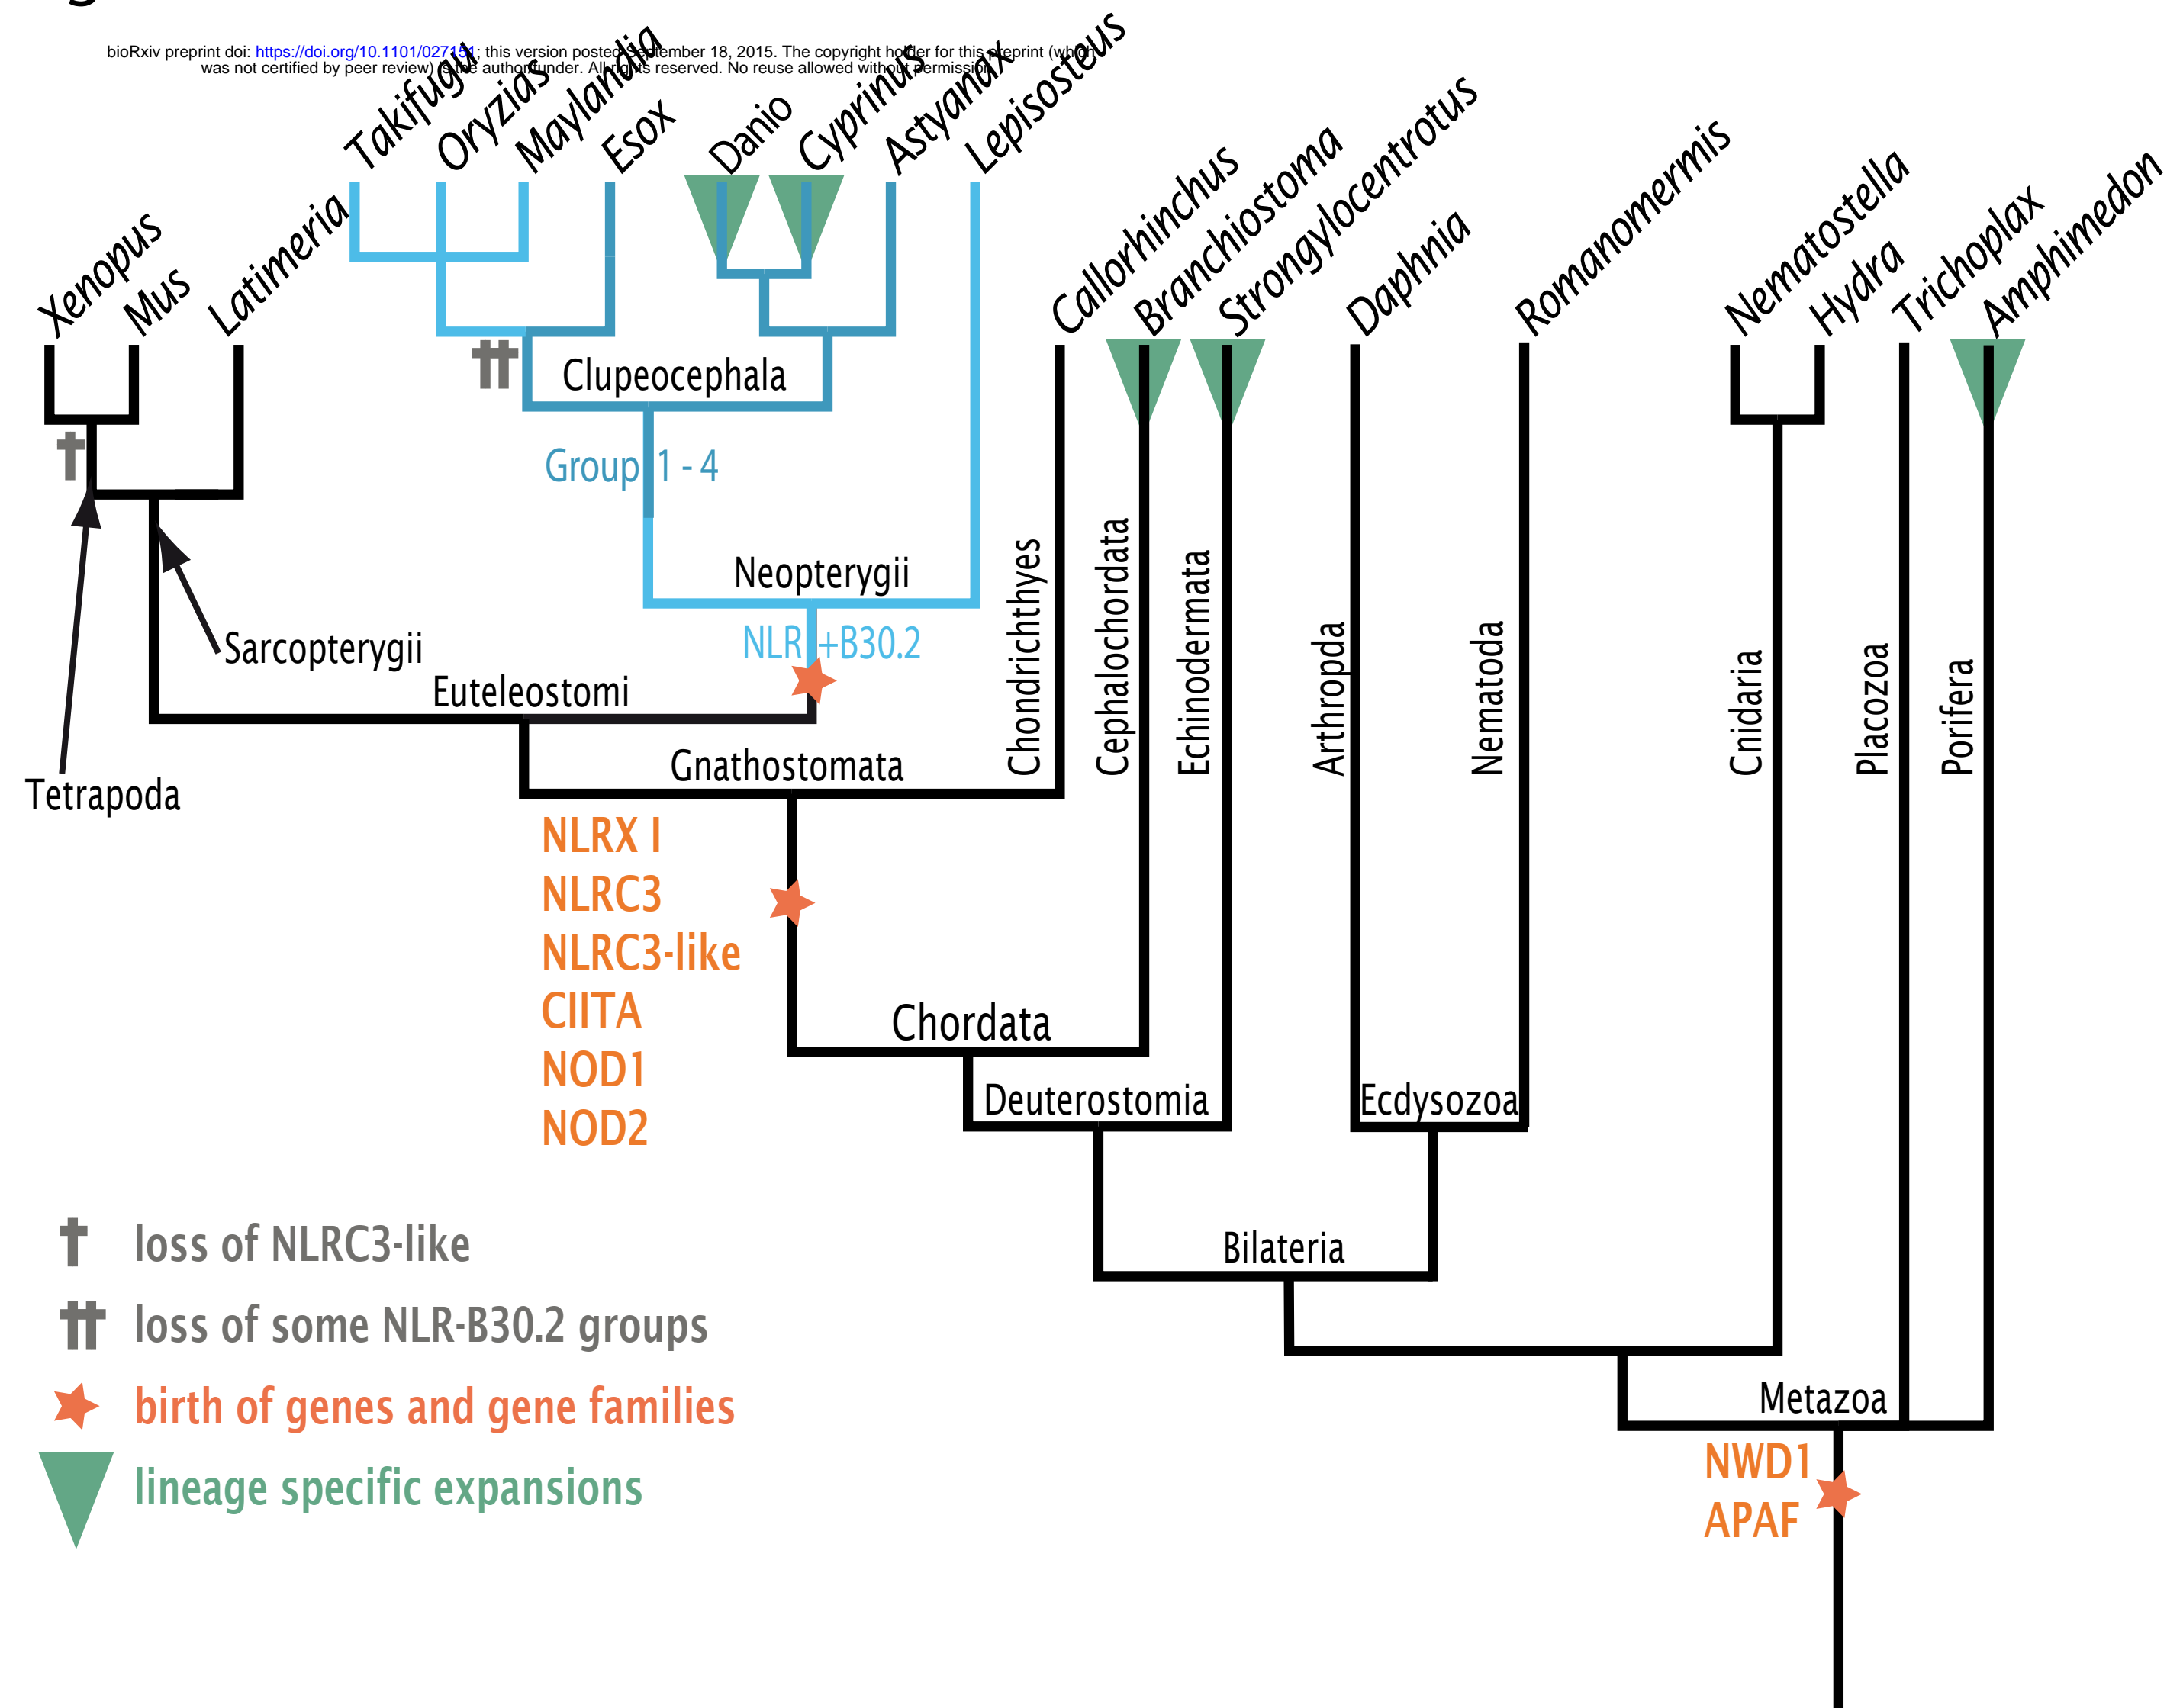 bioRxiv preprint doi: https://doi.org/10.1101/027151; this version posted September 18, 2015. The copyright holder for this preprint (which
was not certified by peer review) is the author/funder. All rights reserved. No reuse allowed without permission.
Takifugu
Oryzias
Maylandia
Esox
Danio
Cyprinus
Astyanax
Lepisosteus
Xenopus
Mus
Latimeria
Callorhinchus
Branchiostoma
Strongylocentrotus
Daphnia
Romanomermis
Nematostella
Hydra
Trichoplax
Amphimedon
Clupeocephala
Group 1 - 4
Neopterygii
NLR +B30.2
Sarcopterygii
Euteleostomi
Tetrapoda
Gnathostomata
Chondrichthyes
Cephalochordata
Echinodermata
Arthropoda
Nematoda
Cnidaria
Placozoa
Porifera
NLRX I
NLRC3
NLRC3-like
CIITA
NOD1
NOD2
Chordata
Deuterostomia
Ecdysozoa
Bilateria
Metazoa
NWD1
APAF
† loss of NLRC3-like
†† loss of some NLR-B30.2 groups
birth of genes and gene families
lineage specific expansions